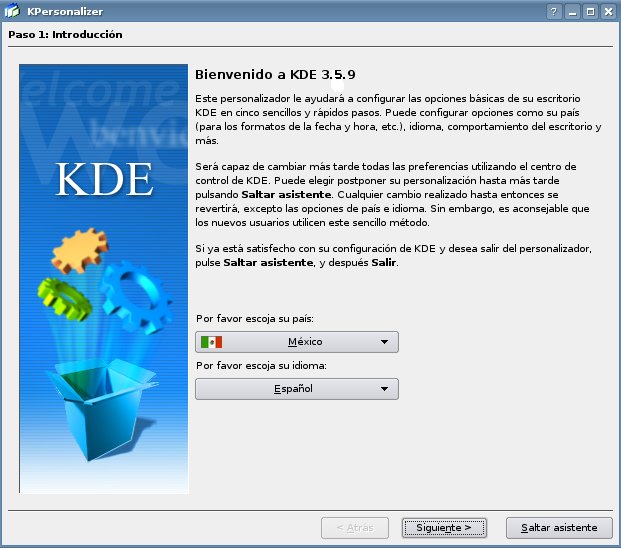 KPersonalizer
Paso 1: Introducción
Welcome
benvic
KDE
Bienvenido a KDE 3.5.9
Este personalizador le ayudará a configurar las opciones básicas de su escritorio
KDE en cinco sencillos y rápidos pasos. Puede configurar opciones como su país
(para los formatos de la fecha y hora, etc.), idioma, comportamiento del escritorio y
más.
Será capaz de cambiar más tarde todas las preferencias utilizando el centro de
control de KDE. Puede elegir postponer su personalización hasta más tarde
pulsando Saltar asistente. Cualquier cambio realizado hasta entonces se
revertirá, excepto las opciones de país e idioma. Sin embargo, es aconsejable que
los nuevos usuarios utilicen este sencillo método.
Si ya está satisfecho con su configuración de KDE y desea salir del personalizador,
pulse Saltar asistente, y después Salir.
Por favor escoja su país:
México
Por favor escoja su idioma:
Español
< Atrás
Siguiente >
Saltar asistente